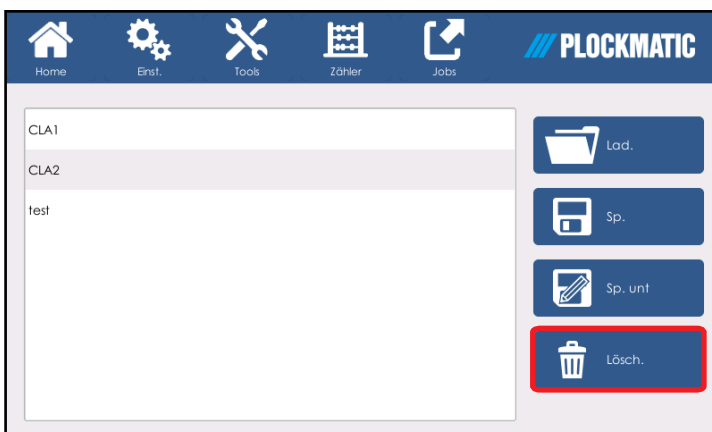 Home Einst. Tools Zähler Jobs PLOCKMATIC
CLA1
CLA2
test
Lad.
Sp.
Sp. unt
Lösch.